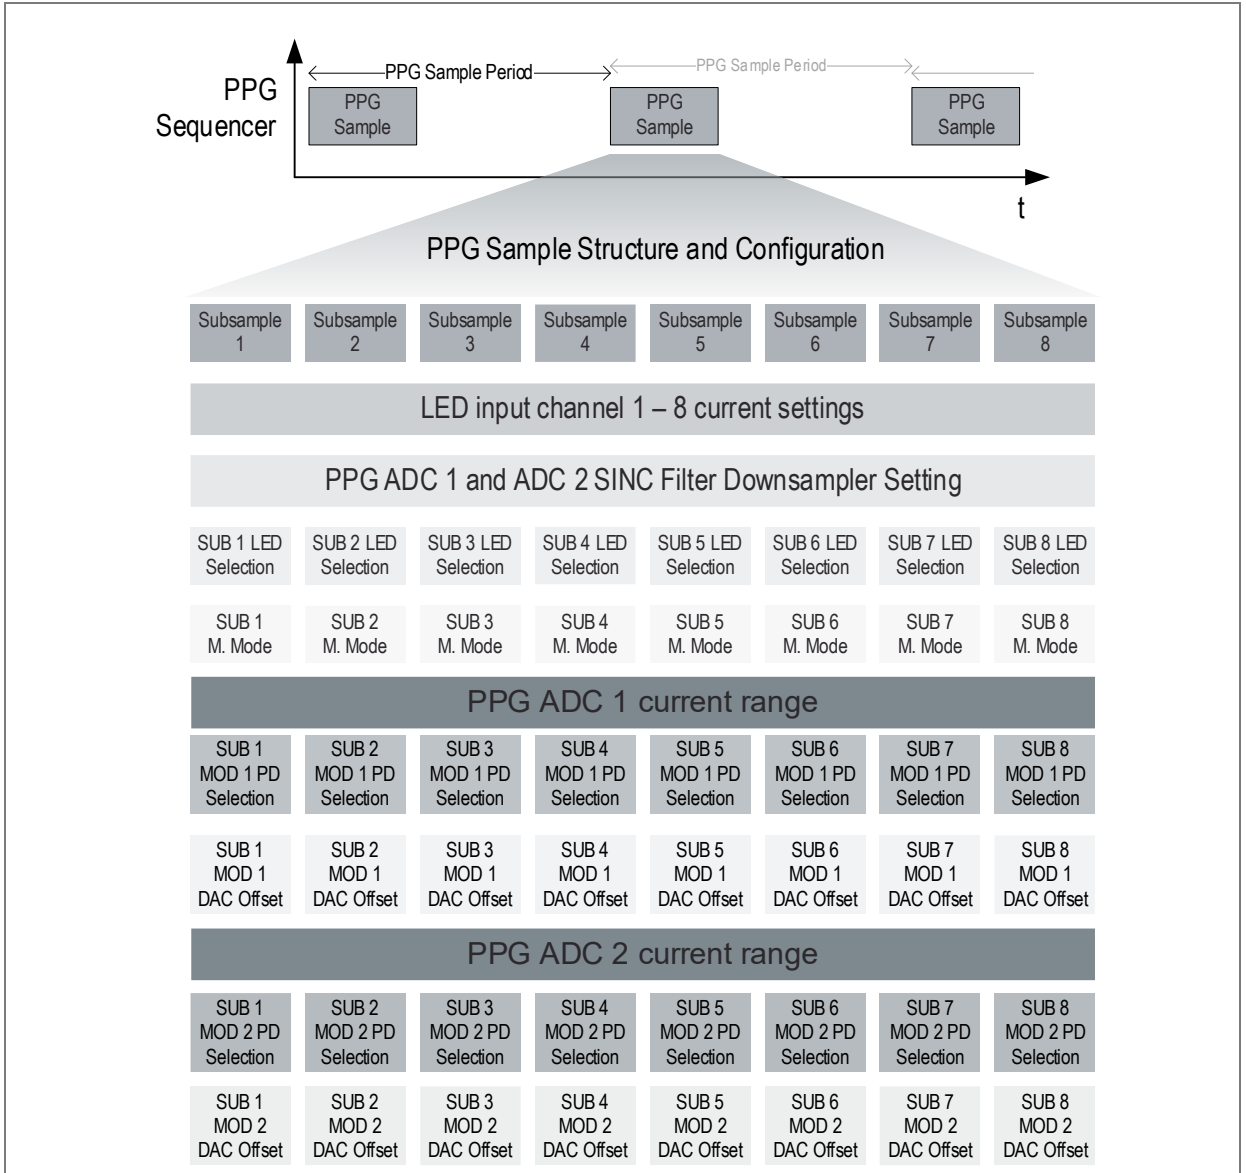 PPG Sample Period
PPG Sample Period
PPG
Sequencer
PPG
Sample
PPG
Sample
PPG
Sample
t
PPG Sample Structure and Configuration
Subsample
1
Subsample
2
Subsample
3
Subsample
4
Subsample
5
Subsample
6
Subsample
7
Subsample
8
LED input channel 1 – 8 current settings
PPG ADC 1 and ADC 2 SINC Filter Downsampler Setting
SUB 1 LED
Selection
SUB 2 LED
Selection
SUB 3 LED
Selection
SUB 4 LED
Selection
SUB 5 LED
Selection
SUB 6 LED
Selection
SUB 7 LED
Selection
SUB 8 LED
Selection
SUB 1
M. Mode
SUB 2
M. Mode
SUB 3
M. Mode
SUB 4
M. Mode
SUB 5
M. Mode
SUB 6
M. Mode
SUB 7
M. Mode
SUB 8
M. Mode
PPG ADC 1 current range
SUB 1
MOD 1 PD
Selection
SUB 2
MOD 1 PD
Selection
SUB 3
MOD 1 PD
Selection
SUB 4
MOD 1 PD
Selection
SUB 5
MOD 1 PD
Selection
SUB 6
MOD 1 PD
Selection
SUB 7
MOD 1 PD
Selection
SUB 8
MOD 1 PD
Selection
SUB 1
MOD 1
DAC Offset
SUB 2
MOD 1
DAC Offset
SUB 3
MOD 1
DAC Offset
SUB 4
MOD 1
DAC Offset
SUB 5
MOD 1
DAC Offset
SUB 6
MOD 1
DAC Offset
SUB 7
MOD 1
DAC Offset
SUB 8
MOD 1
DAC Offset
PPG ADC 2 current range
SUB 1
MOD 2 PD
Selection
SUB 2
MOD 2 PD
Selection
SUB 3
MOD 2 PD
Selection
SUB 4
MOD 2 PD
Selection
SUB 5
MOD 2 PD
Selection
SUB 6
MOD 2 PD
Selection
SUB 7
MOD 2 PD
Selection
SUB 8
MOD 2 PD
Selection
SUB 1
MOD 2
DAC Offset
SUB 2
MOD 2
DAC Offset
SUB 3
MOD 2
DAC Offset
SUB 4
MOD 2
DAC Offset
SUB 5
MOD 2
DAC Offset
SUB 6
MOD 2
DAC Offset
SUB 7
MOD 2
DAC Offset
SUB 8
MOD 2
DAC Offset